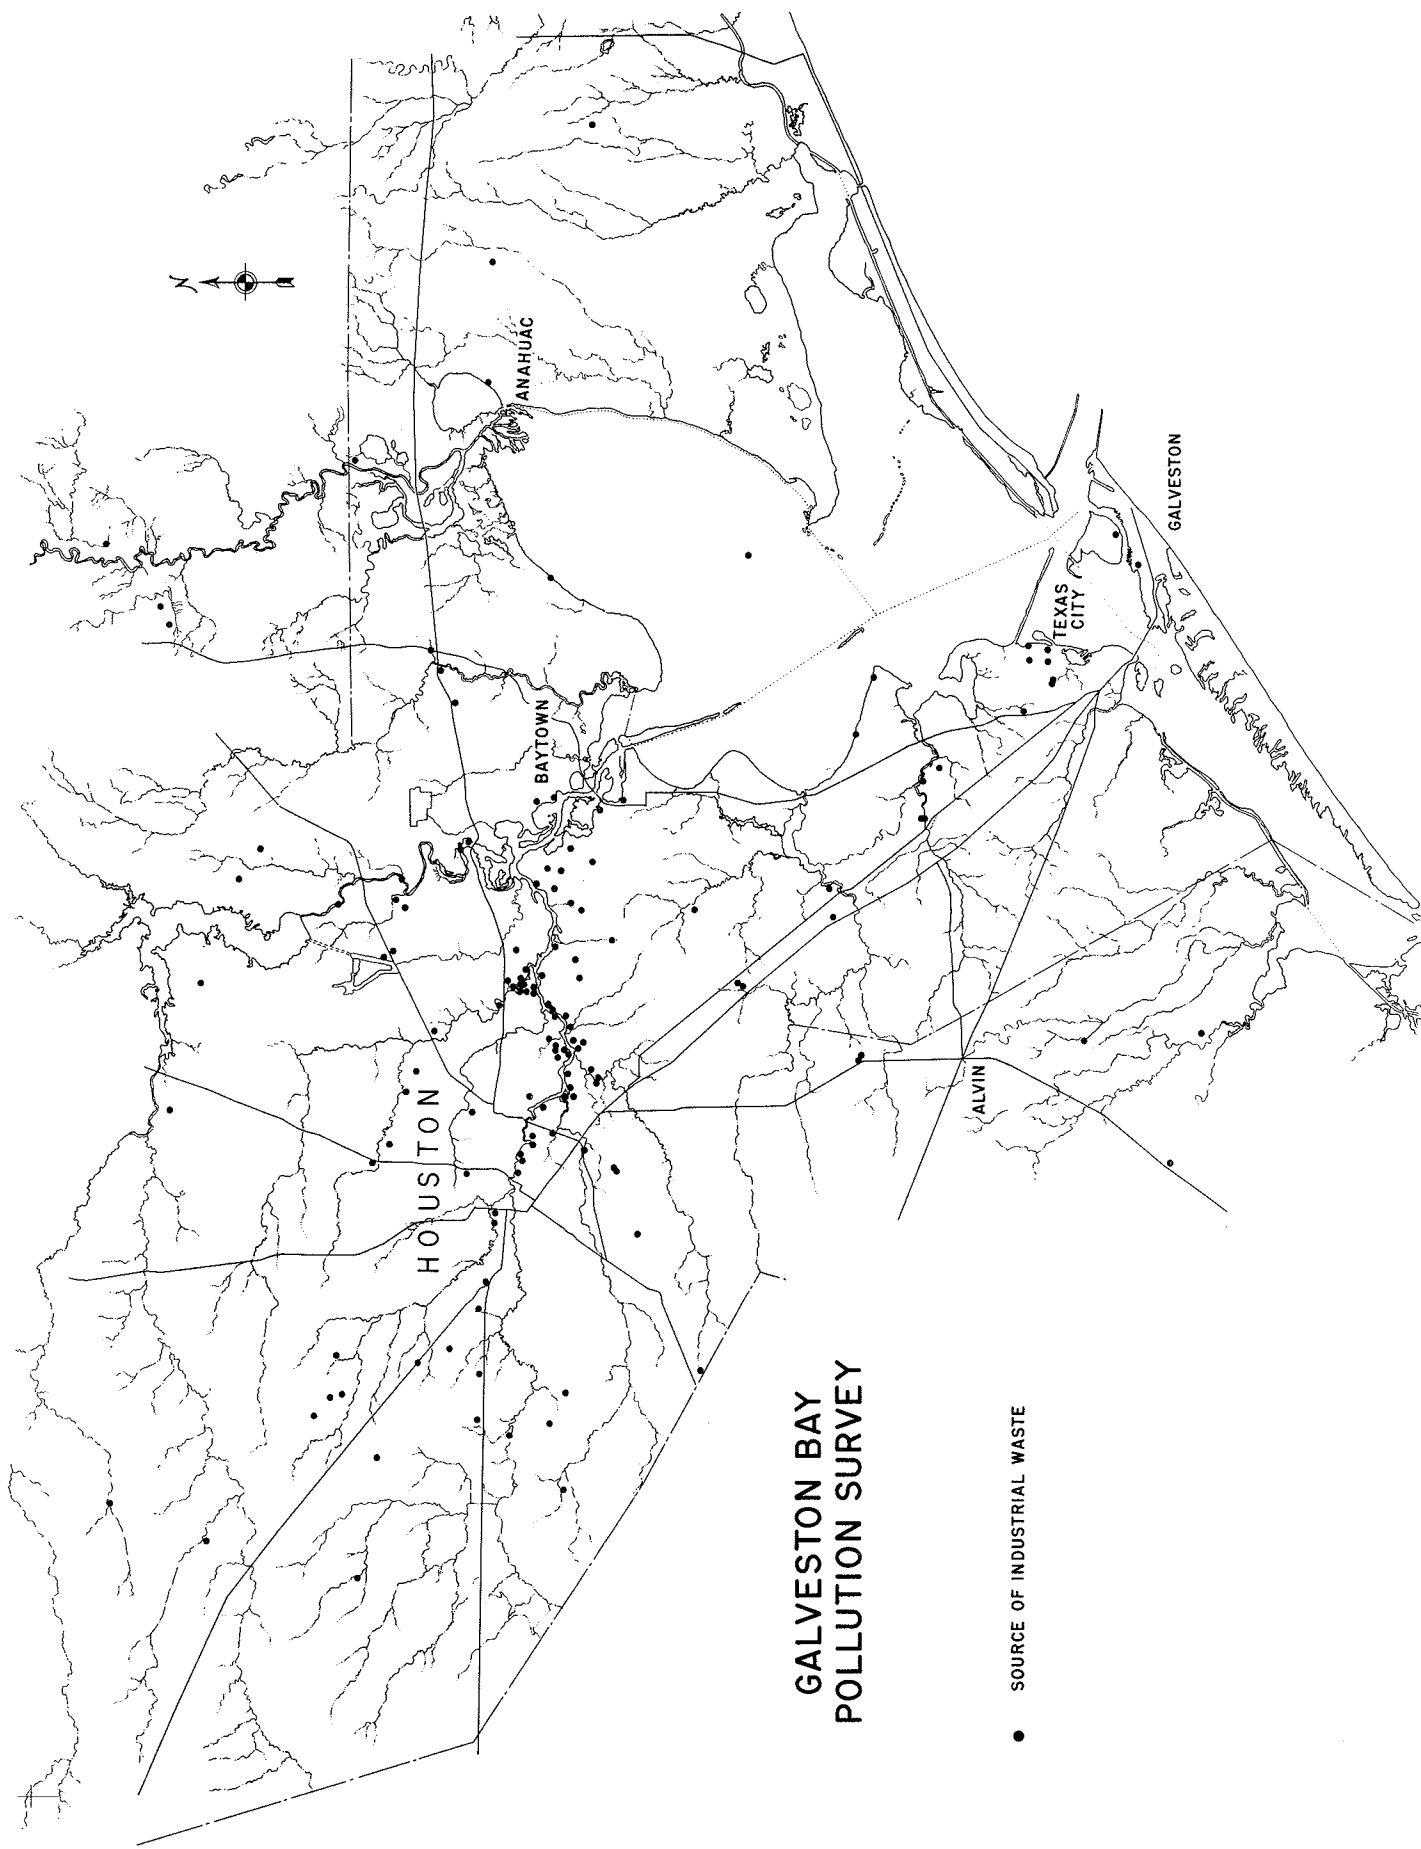 GALVESTON BAY
POLLUTION SURVEY
SOURCE OF INDUSTRIAL WASTE
HOUSTON
BAYTOWN
ANAHUAC
ALVIN
TEXAS
CITY
GALVESTON
N